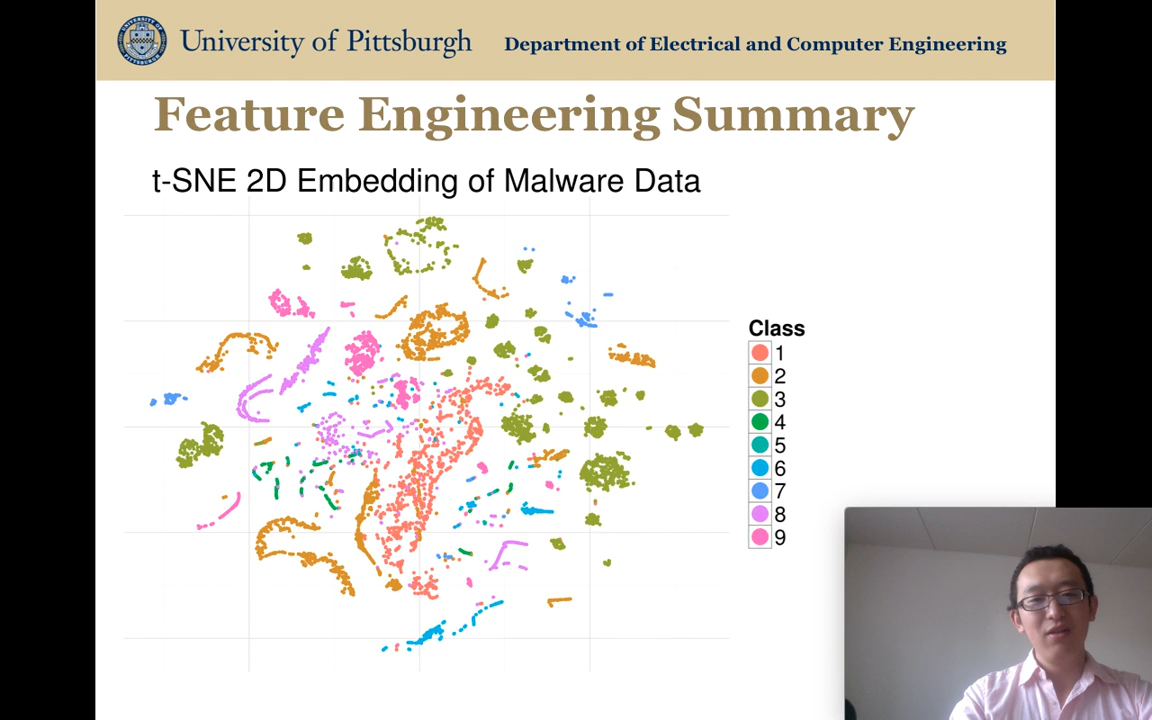 University of Pittsburgh
Department of Electrical and Computer Engineering
Feature Engineering Summary
t-SNE 2D Embedding of Malware Data
Class
1
2
3
4
5
6
7
8
9